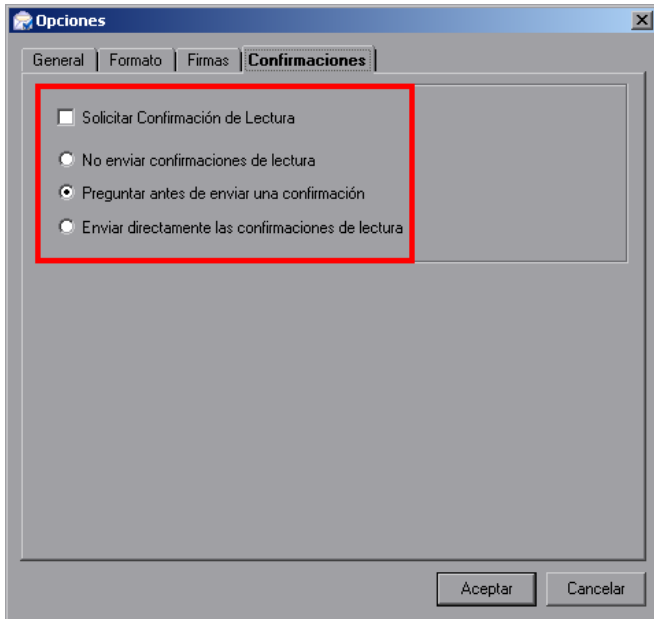 Opciones
General Formato Firmas Confirmaciones
Solicitar Confirmación de Lectura
No enviar confirmaciones de lectura
Preguntar antes de enviar una confirmación
Enviar directamente las confirmaciones de lectura
Aceptar Cancelar